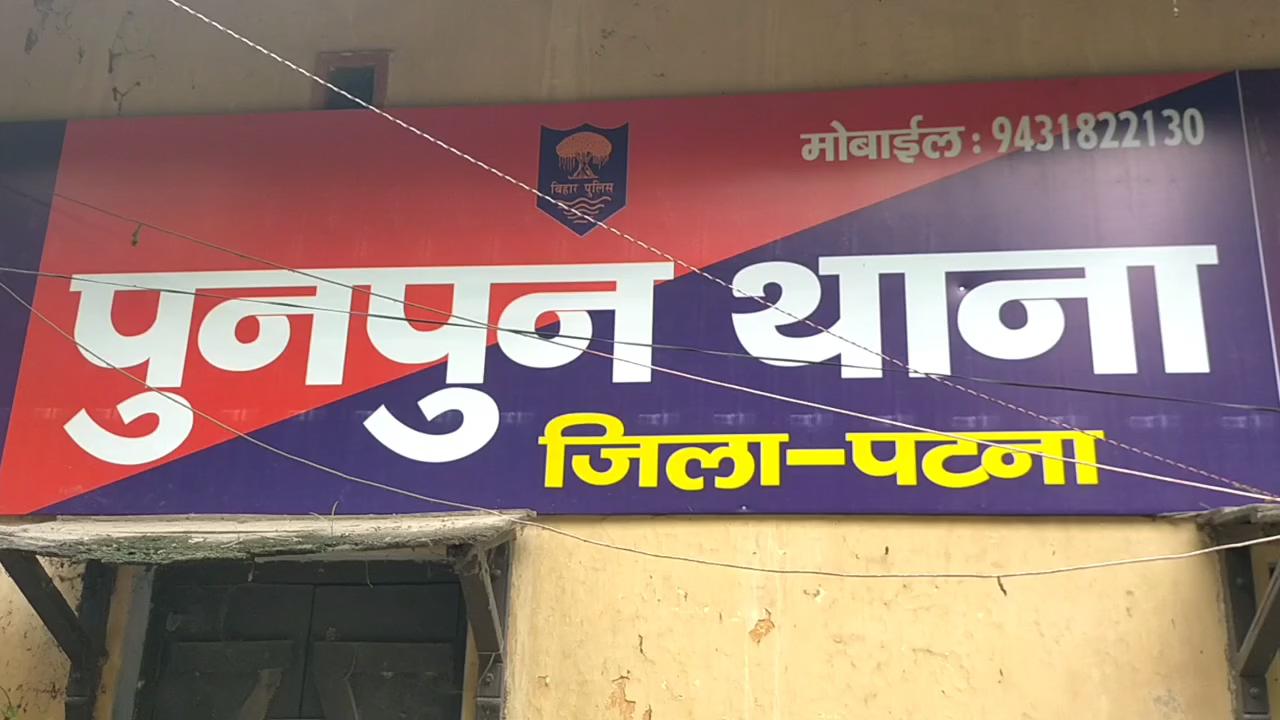 मोबाईल : 9431822130
बिहार पुलिस
पुनपुन थाना
जिला-पटना